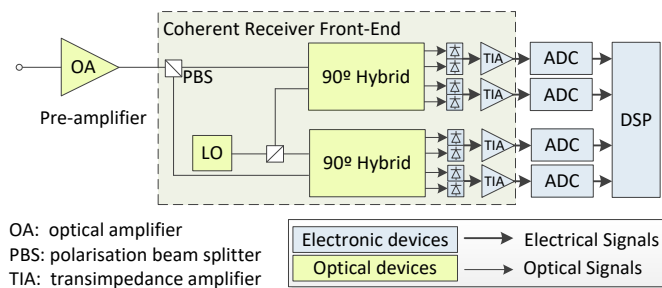 Coherent Receiver Front-End
OA
PBS
Pre-amplifier
90º Hybrid
TIA
ADC
TIA
ADC
DSP
LO
90º Hybrid
TIA
ADC
TIA
ADC
OA: optical amplifier
PBS: polarisation beam splitter
TIA: transimpedance amplifier
Electronic devices
Electrical Signals
Optical devices
Optical Signals